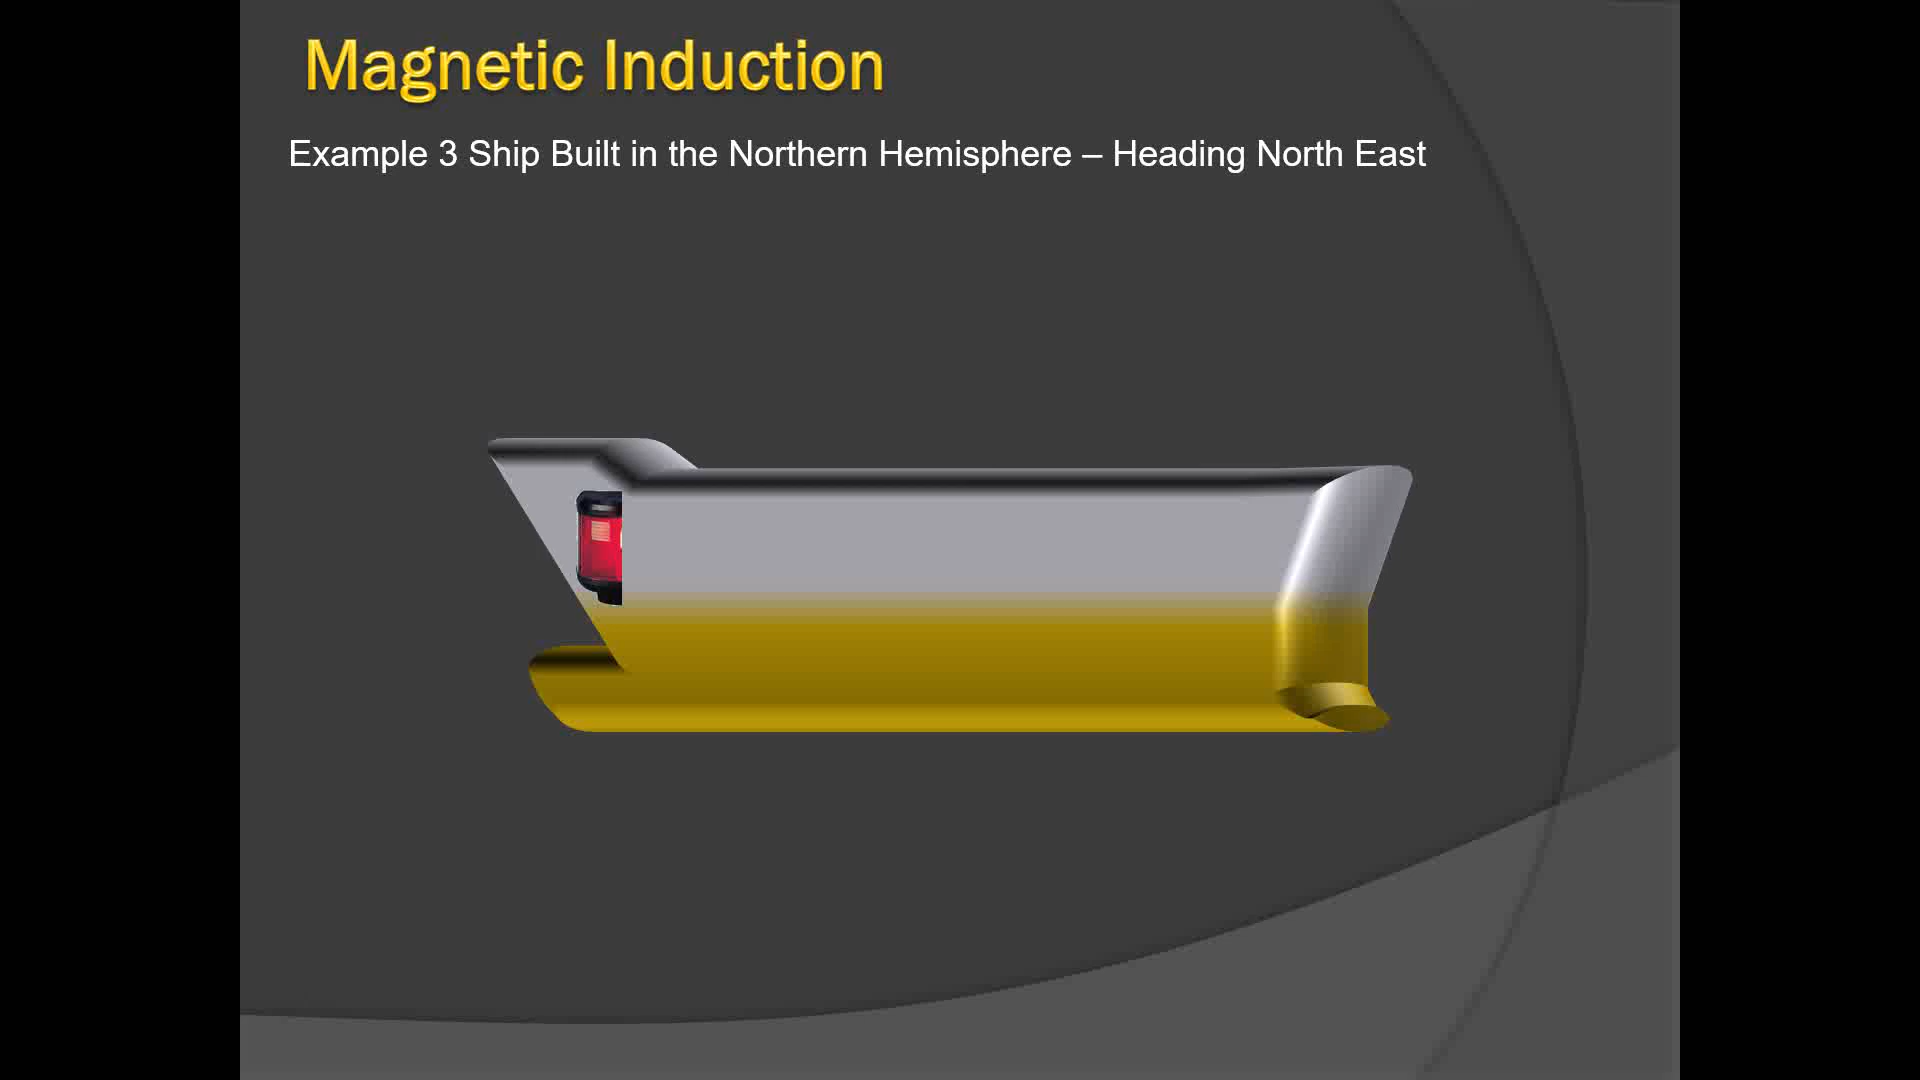 Magnetic Induction
Example 3 Ship Built in the Northern Hemisphere – Heading North East